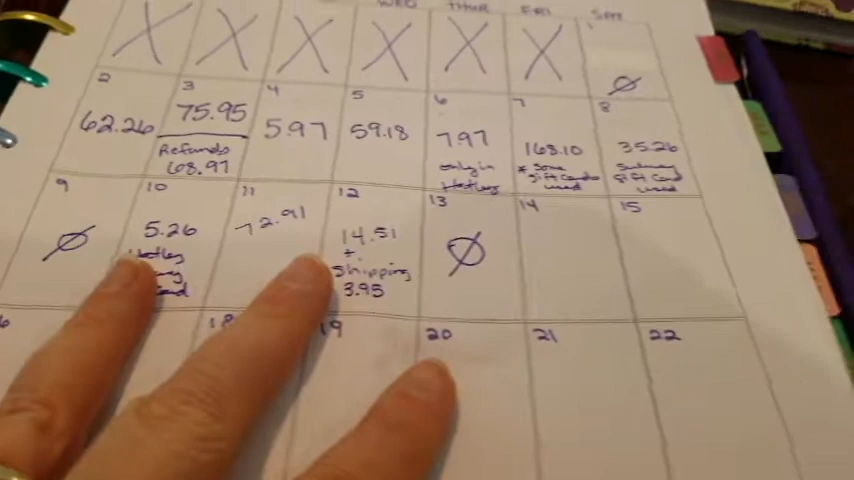 WED THUR FRI SAT
1
2 3 4 5 6 7 8
62.26 75.95 5.97 59.18 7.97 168.10 35.26
Refunds
68.97
only in
* Some
Gift Cards
used
Subway
Gift Card
used
9 10 11 12 13 14 15
5.26 72.91 14.51
+
Shipping
3.95
18 19 20 21 22